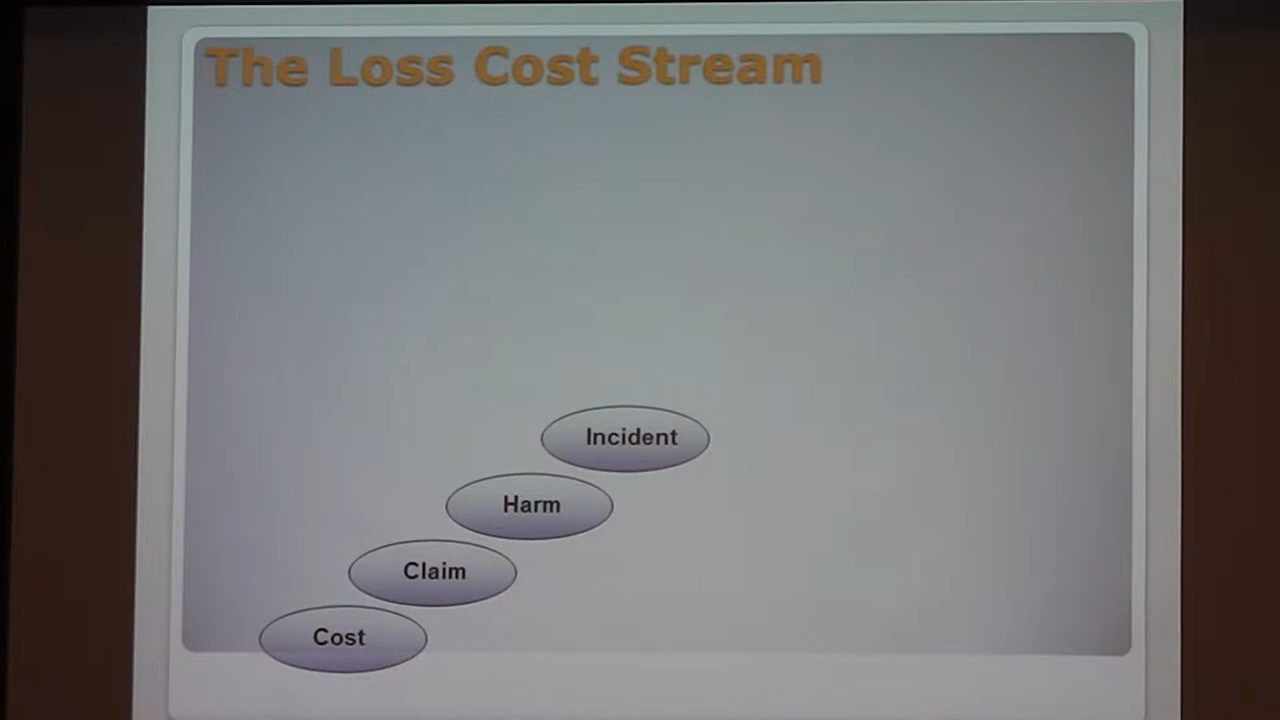 The Loss Cost Stream
Incident
Harm
Claim
Cost